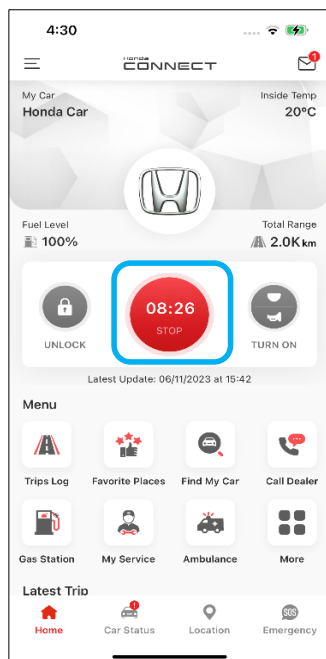 4:30
Honda
CONNECT
1
My Car
Inside Temp
Honda Car
20°C
Fuel Level
Total Range
100%
2.0K km
08:26
STOP
UNLOCK
TURN ON
Latest Update: 06/11/2023 at 15:42
Menu
Trips Log
Favorite Places
Find My Car
Call Dealer
Gas Station
My Service
Ambulance
More
Latest Trip
SOS
Home
Car Status
Location
Emergency